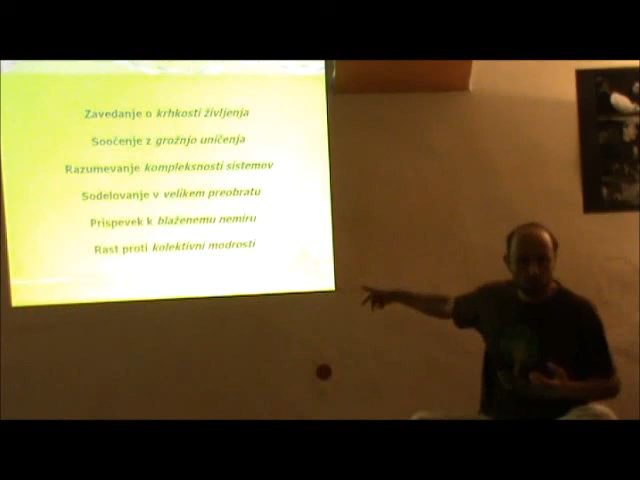 Zavedanje o krhkosti življenja
Soočenje z grožnjo uničenja
Razumevanje kompleksnosti sistemov
Sodelovanje v velikem preobratu
Prispevek k blaženemu nemiru
Rast proti kolektivni modrosti